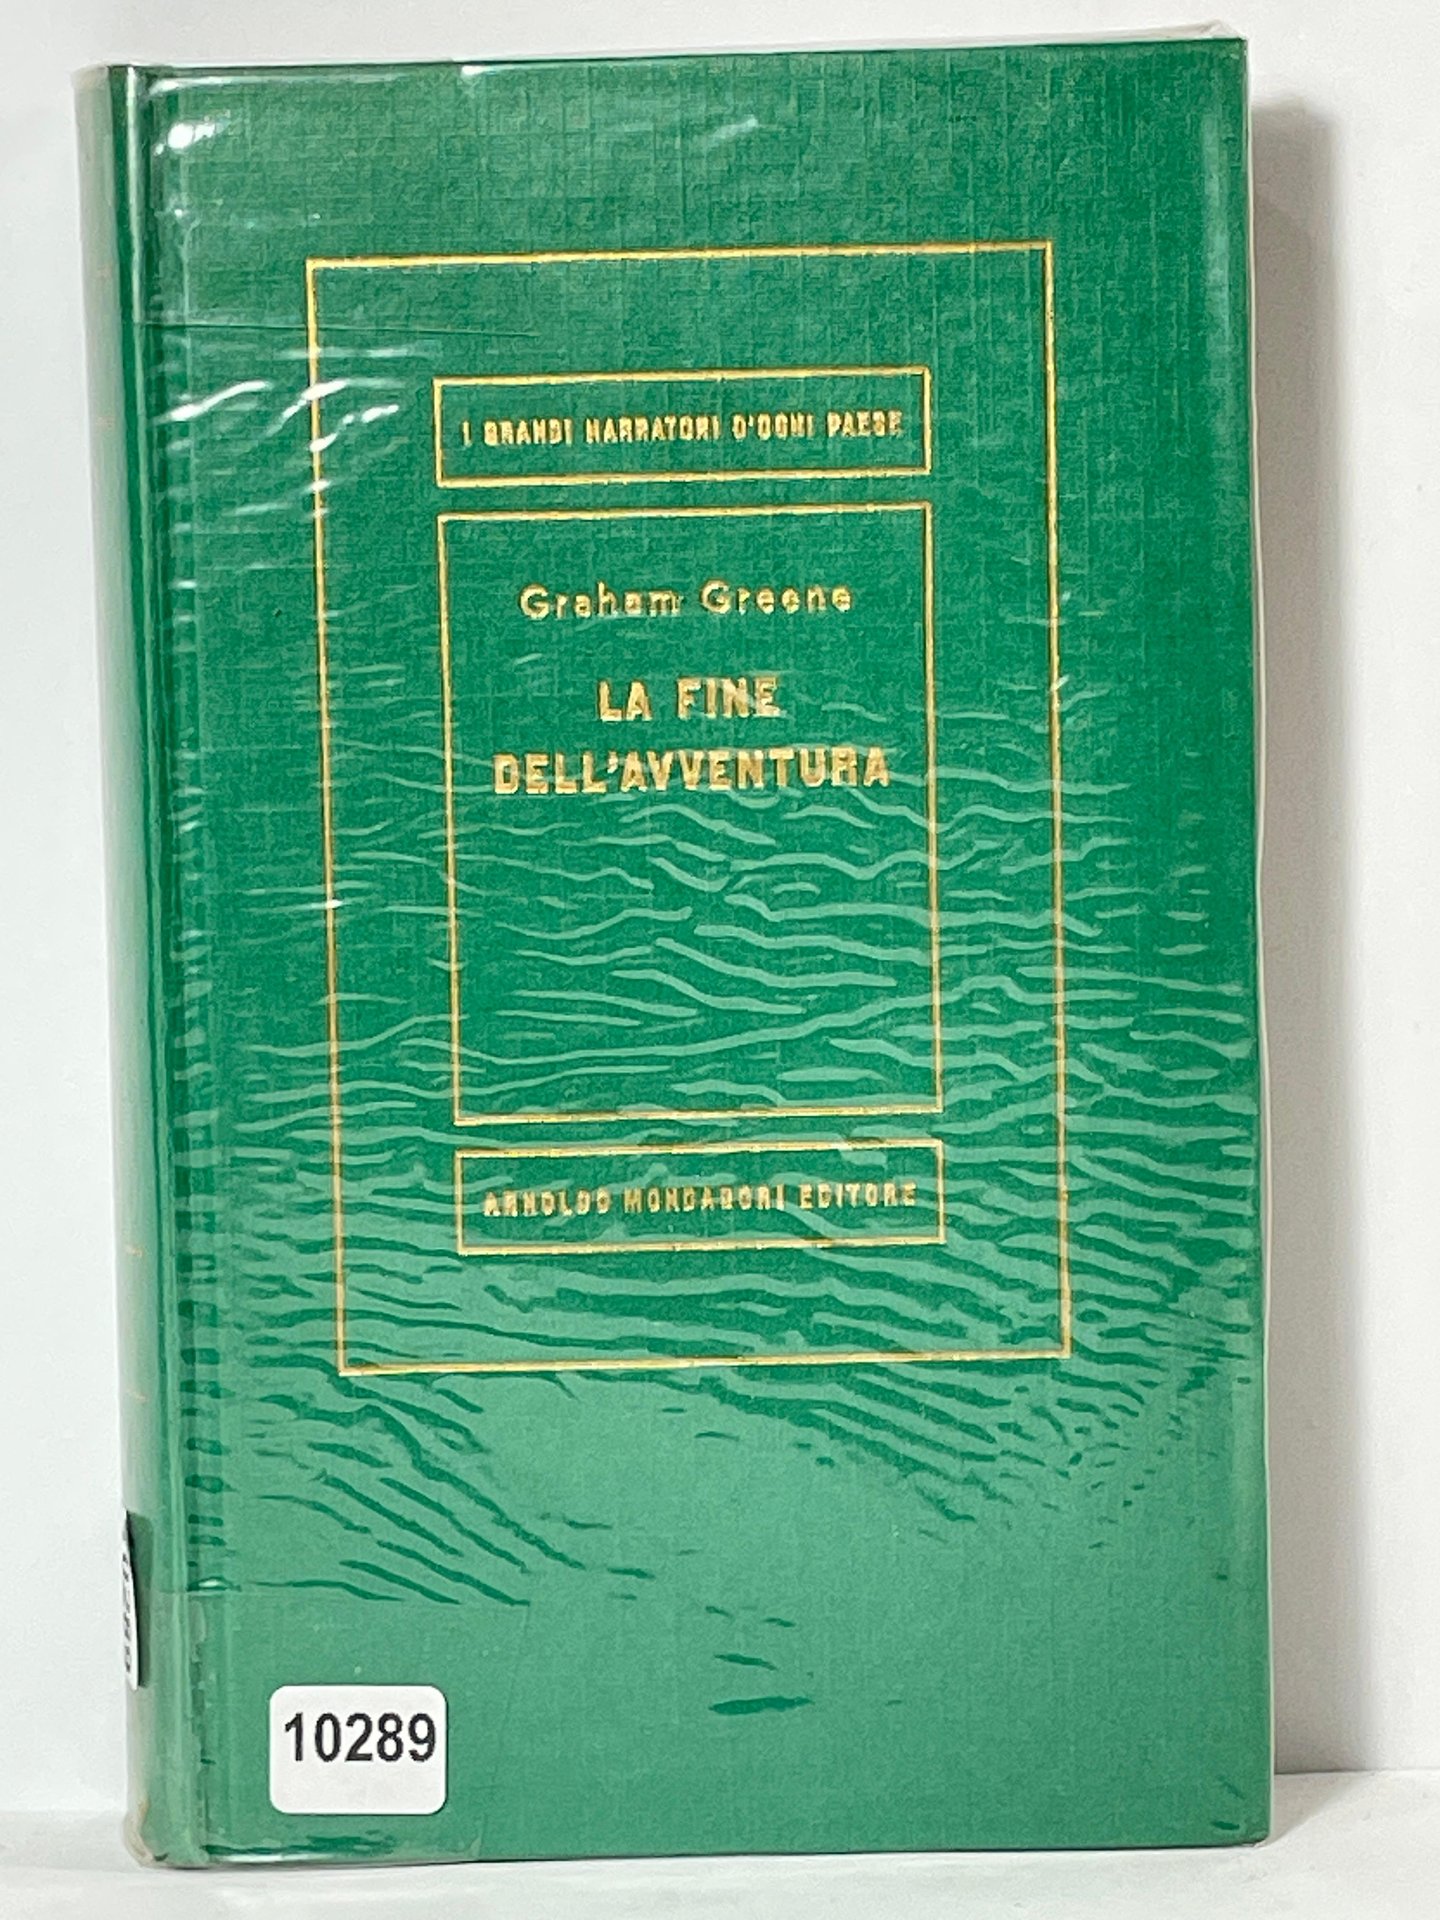 I GRANDI NARRATORI D'OGNI PAESE
Graham Greene
LA FINE
DELL'AVVENTURA
ARNOLDO MONDADORI EDITORE
10289